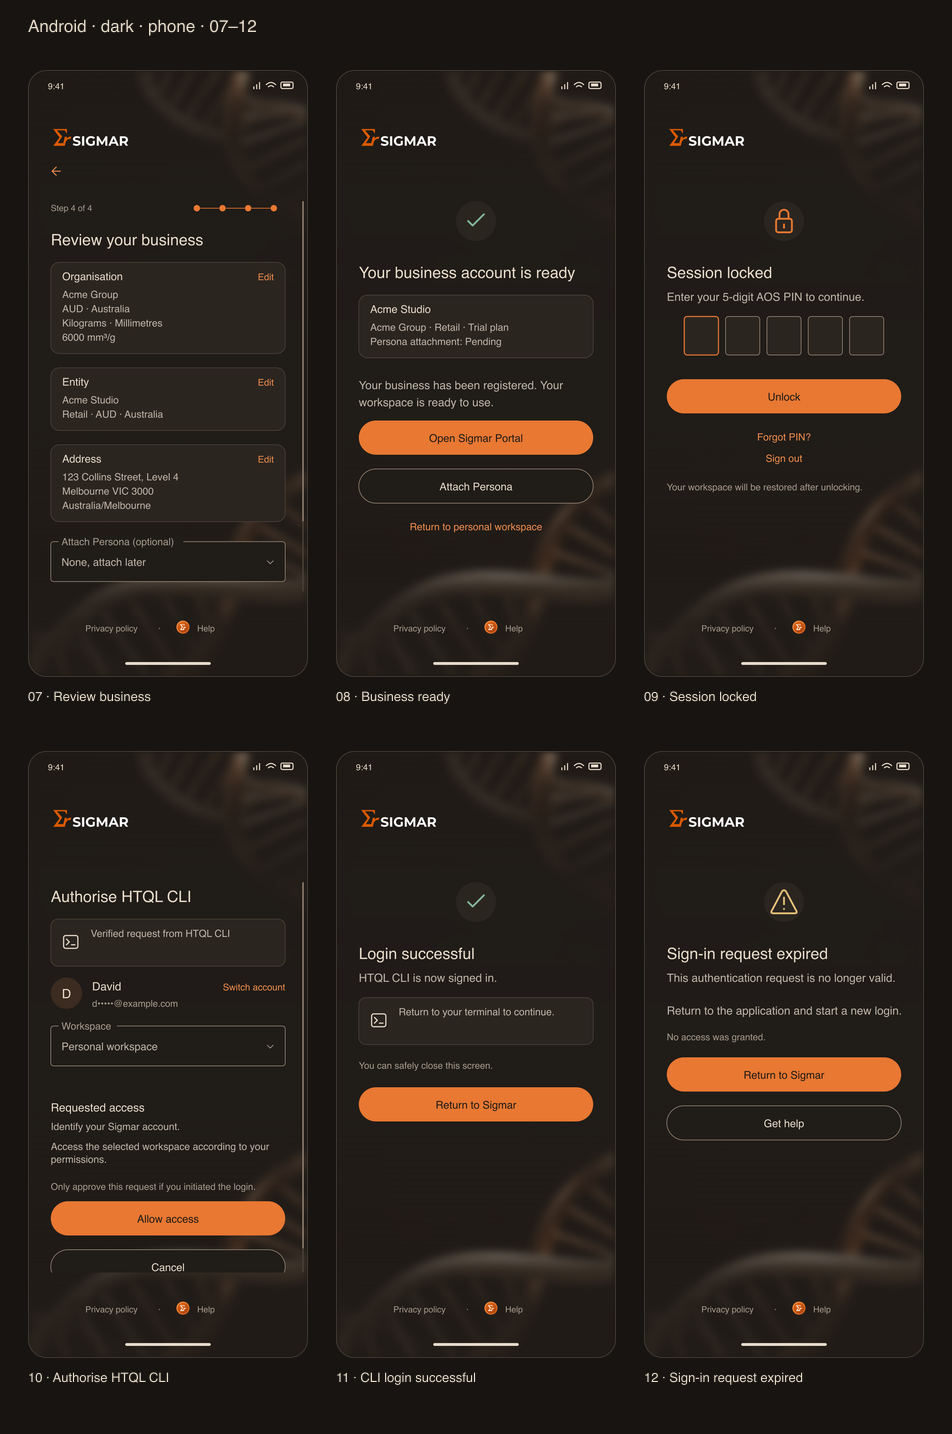 Android · dark · phone · 07–12
9:41
SIGMAR
Step 4 of 4
Review your business
Organisation
Edit
Acme Group
AUD · Australia
Kilograms · Millimetres
6000 mm³/g
Entity
Edit
Acme Studio
Retail · AUD · Australia
Address
Edit
123 Collins Street, Level 4
Melbourne VIC 3000
Australia/Melbourne
Attach Persona (optional)
None, attach later
Privacy policy · Help
07 · Review business
9:41
SIGMAR
Your business account is ready
Acme Studio
Acme Group · Retail · Trial plan
Persona attachment: Pending
Your business has been registered. Your
workspace is ready to use.
Open Sigmar Portal
Attach Persona
Return to personal workspace
Privacy policy · Help
08 · Business ready
9:41
SIGMAR
Session locked
Enter your 5-digit AOS PIN to continue.
Unlock
Forgot PIN?
Sign out
Your workspace will be restored after unlocking.
Privacy policy · Help
09 · Session locked
9:41
SIGMAR
Authorise HTQL CLI
Verified request from HTQL CLI
D
David
Switch account
d•••••@example.com
Workspace
Personal workspace
Requested access
Identify your Sigmar account.
Access the selected workspace according to your
permissions.
Only approve this request if you initiated the login.
Allow access
Cancel
Privacy policy · Help
10 · Authorise HTQL CLI
9:41
SIGMAR
Login successful
HTQL CLI is now signed in.
Return to your terminal to continue.
You can safely close this screen.
Return to Sigmar
Privacy policy · Help
11 · CLI login successful
9:41
SIGMAR
Sign-in request expired
This authentication request is no longer valid.
Return to the application and start a new login.
No access was granted.
Return to Sigmar
Get help
Privacy policy · Help
12 · Sign-in request expired